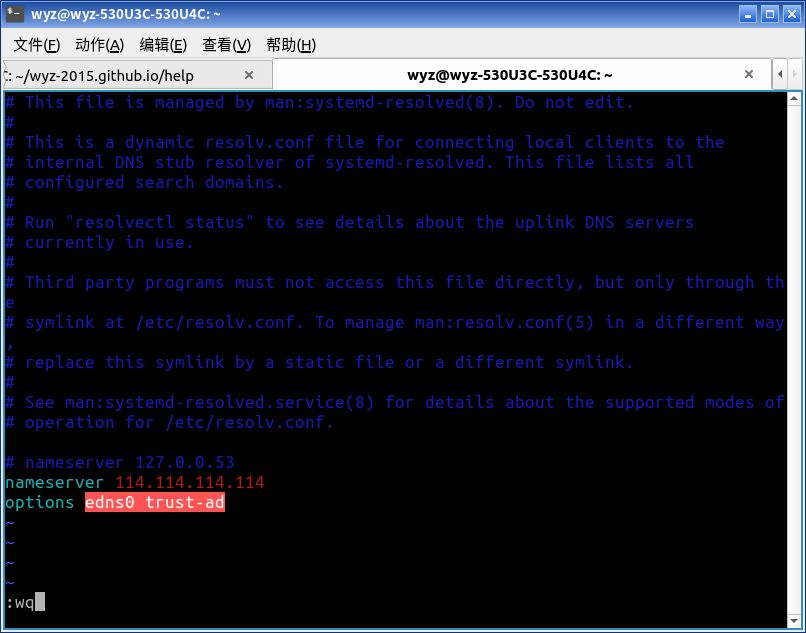 wyz@wyz-530U3C-530U4C: ~
文件(F) 动作(A) 编辑(E) 查看(V) 帮助(H)
: ~/wyz-2015.github.io/help
wyz@wyz-530U3C-530U4C: ~
# This file is managed by man:systemd-resolved(8). Do not edit.
#
# This is a dynamic resolv.conf file for connecting local clients to the
# internal DNS stub resolver of systemd-resolved. This file lists all
# configured search domains.
#
# Run "resolvectl status" to see details about the uplink DNS servers
# currently in use.
#
# Third party programs must not access this file directly, but only through th
e
# symlink at /etc/resolv.conf. To manage man:resolv.conf(5) in a different way
,
# replace this symlink by a static file or a different symlink.
#
# See man:systemd-resolved.service(8) for details about the supported modes of
# operation for /etc/resolv.conf.

# nameserver 127.0.0.53
nameserver 114.114.114.114
options edns0 trust-ad
~
~
~
~
:wq